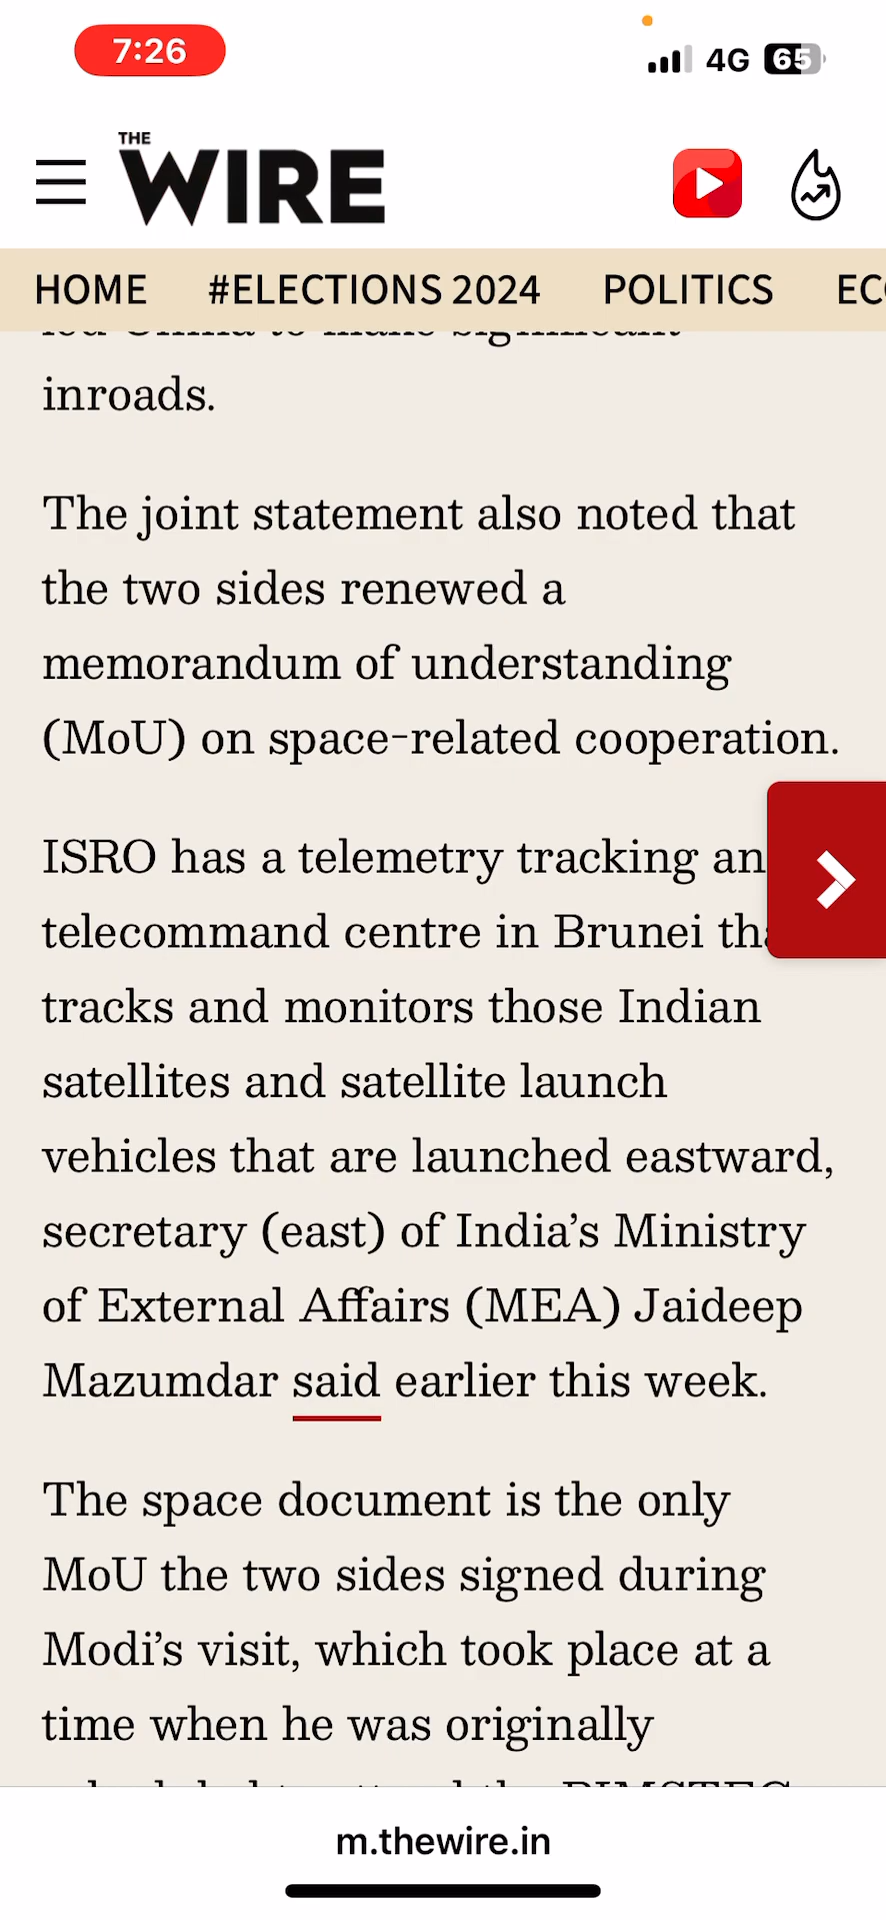 7:26
4G 65
THE
WIRE
HOME #ELECTIONS 2024 POLITICS
inroads.
The joint statement also noted that
the two sides renewed a
memorandum of understanding
(MoU) on space-related cooperation.
ISRO has a telemetry tracking
telecommand centre in Brunei
tracks and monitors those Indian
satellites and satellite launch
vehicles that are launched eastward,
secretary (east) of India’s Ministry
of External Affairs (MEA) Jaideep
Mazumdar said earlier this week.
The space document is the only
MoU the two sides signed during
Modi’s visit, which took place at a
time when he was originally
m.thewire.in